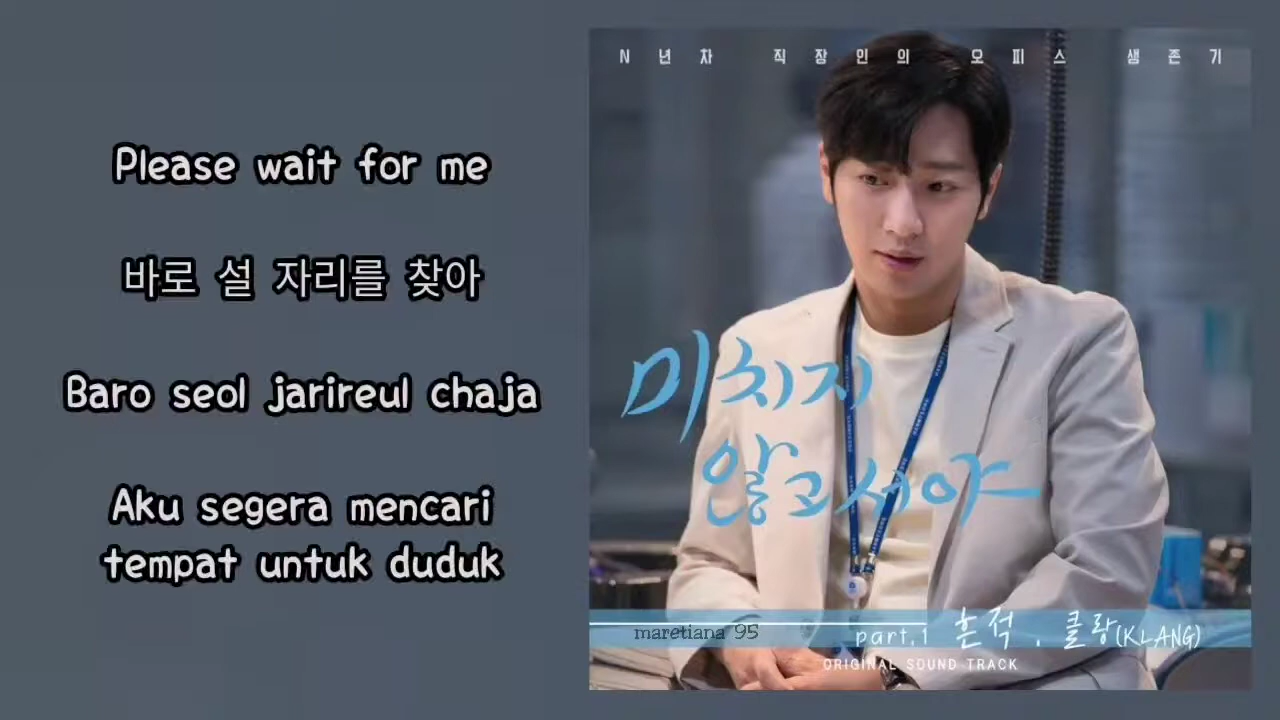 Please wait for me
바로 설 자리를 찾아
Baro seol jarireul chaja
Aku segera mencari
tempat untuk duduk
N년차 직장인의 오피스 생존기
미치지
않고서야
maretiana 95
part.1 흔적 . 클랑(KLANG)
ORIGINAL SOUND TRACK